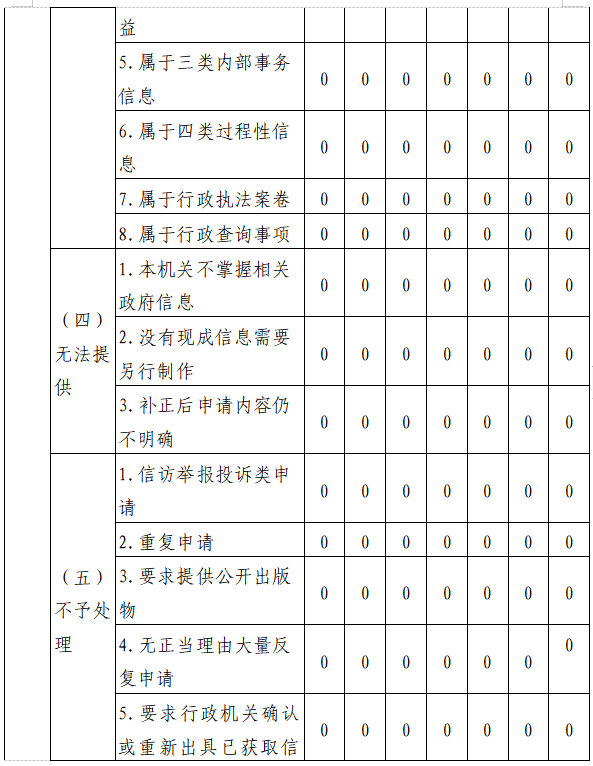 益
5. 属于三类内部事务 0 0 0 0 0 0 0
信息
6. 属于四类过程性信 0 0 0 0 0 0 0
息
7. 属于行政执法案卷 0 0 0 0 0 0 0
8. 属于行政查询事项 0 0 0 0 0 0 0
（四）
无法提
供
1. 本机关不掌握相关 0 0 0 0 0 0 0
政府信息
2. 没有现成信息需要 0 0 0 0 0 0 0
另行制作
3. 补正后申请内容仍 0 0 0 0 0 0 0
不明确
（五）
不予处
理
1. 信访举报投诉类申 0 0 0 0 0 0 0
请
2. 重复申请 0 0 0 0 0 0 0
3. 要求提供公开出版 0 0 0 0 0 0 0
物
4. 无正当理由大量反 0 0 0 0 0 0 0
复申请
5. 要求行政机关确认 0 0 0 0 0 0 0
或重新出具已获取信